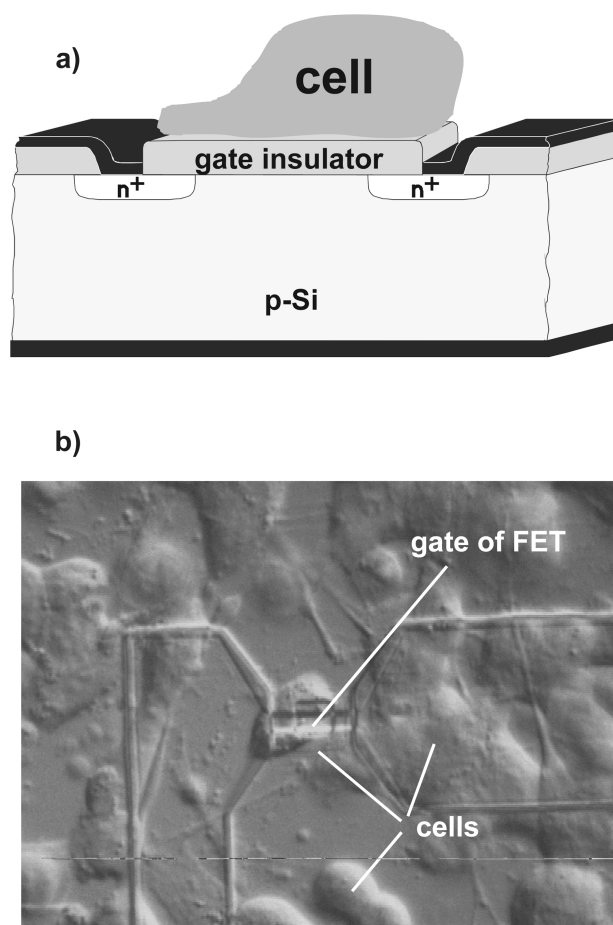 a)
cell
gate insulator
n+ n+
p-Si
b)
gate of FET
cells